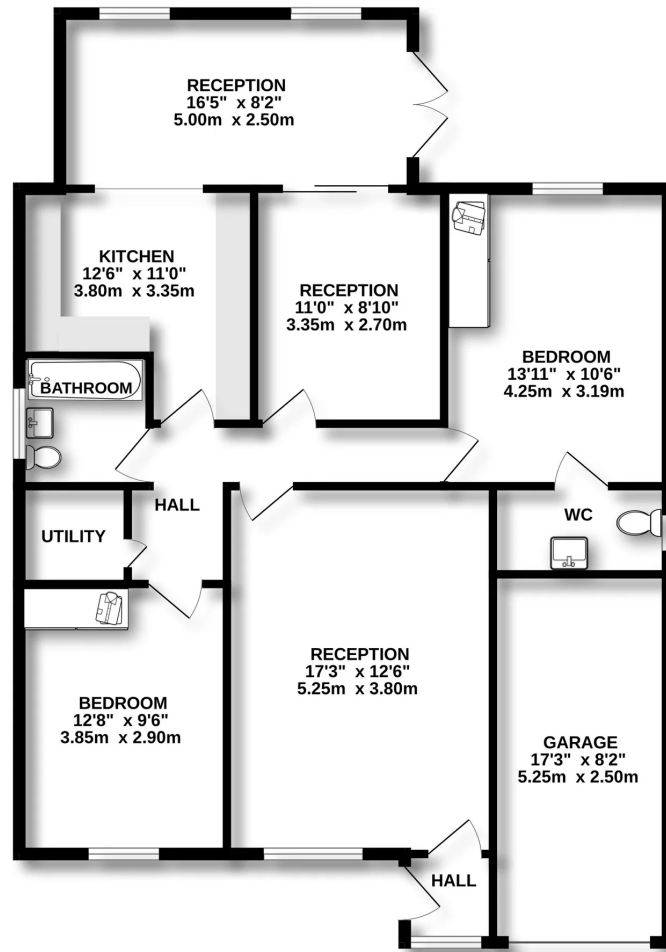 RECEPTION
16'5" x 8'2"
5.00m x 2.50m
KITCHEN
12'6" x 11'0"
3.80m x 3.35m
RECEPTION
11'0" x 8'10"
3.35m x 2.70m
BEDROOM
13'11" x 10'6"
4.25m x 3.19m
BATHROOM
HALL
WC
UTILITY
RECEPTION
17'3" x 12'6"
5.25m x 3.80m
BEDROOM
12'8" x 9'6"
3.85m x 2.90m
GARAGE
17'3" x 8'2"
5.25m x 2.50m
HALL